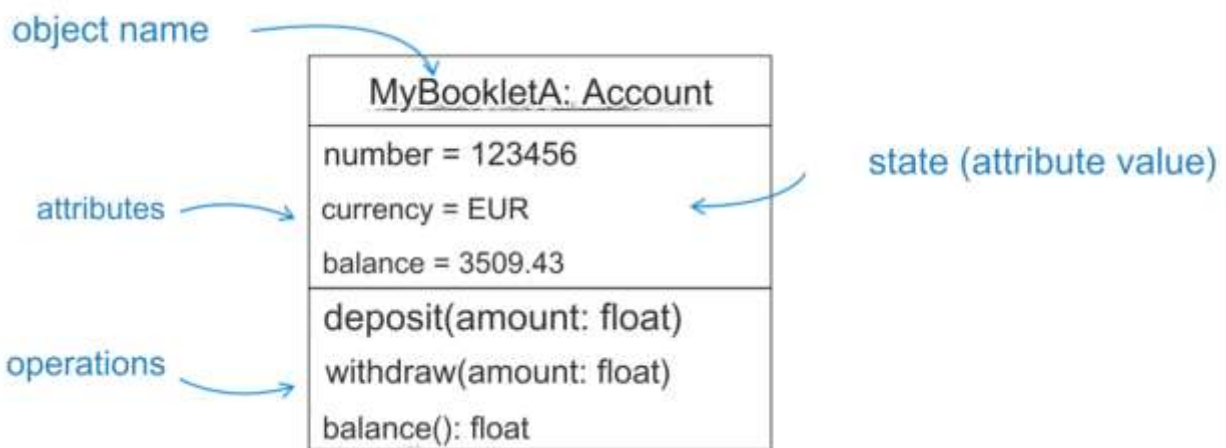 object name
MyBookletA: Account
number = 123456
state (attribute value)
attributes
currency = EUR
balance = 3509.43
deposit(amount: float)
operations
withdraw(amount: float)
balance(): float